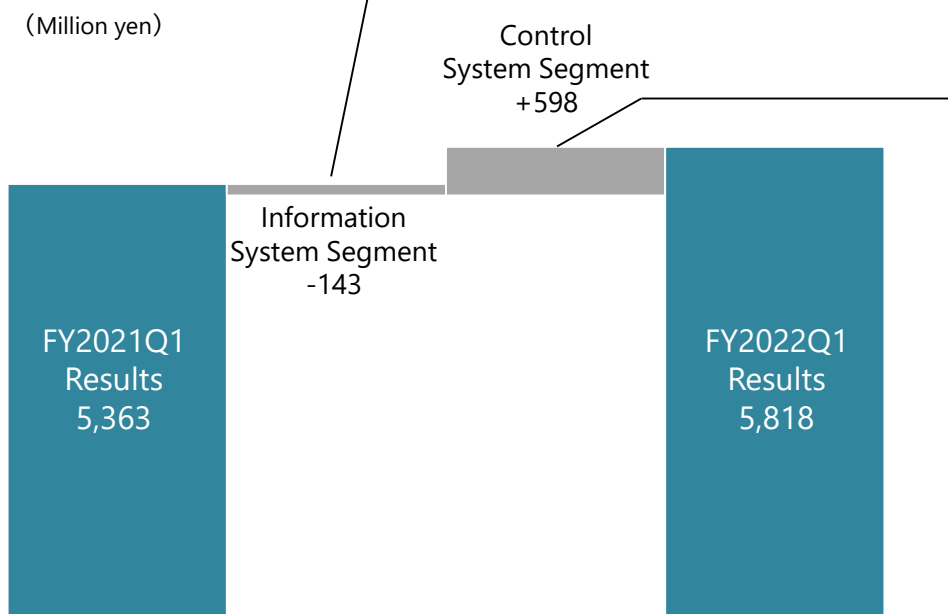 （Million yen）
Control
System Segment
+598
Information
System Segment
-143
FY2021Q1
Results
5,363
FY2022Q1
Results
5,818